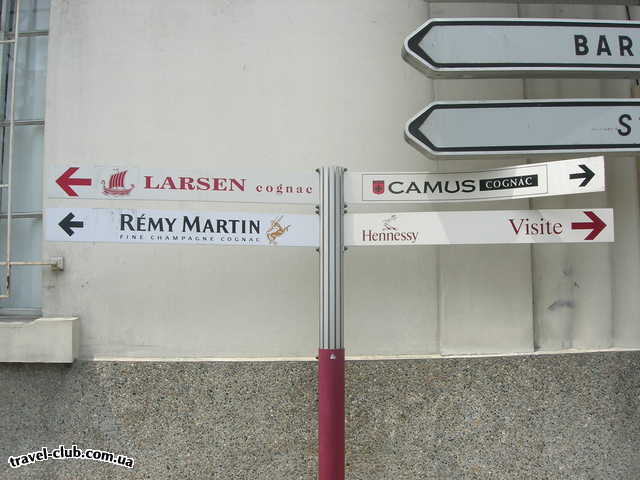 BAR
S
LARSEN cognac
CAMUS COGNAC
RÉMY MARTIN
FINE CHAMPAGNE COGNAC
Hennessy Visite
travel-club.com.ua